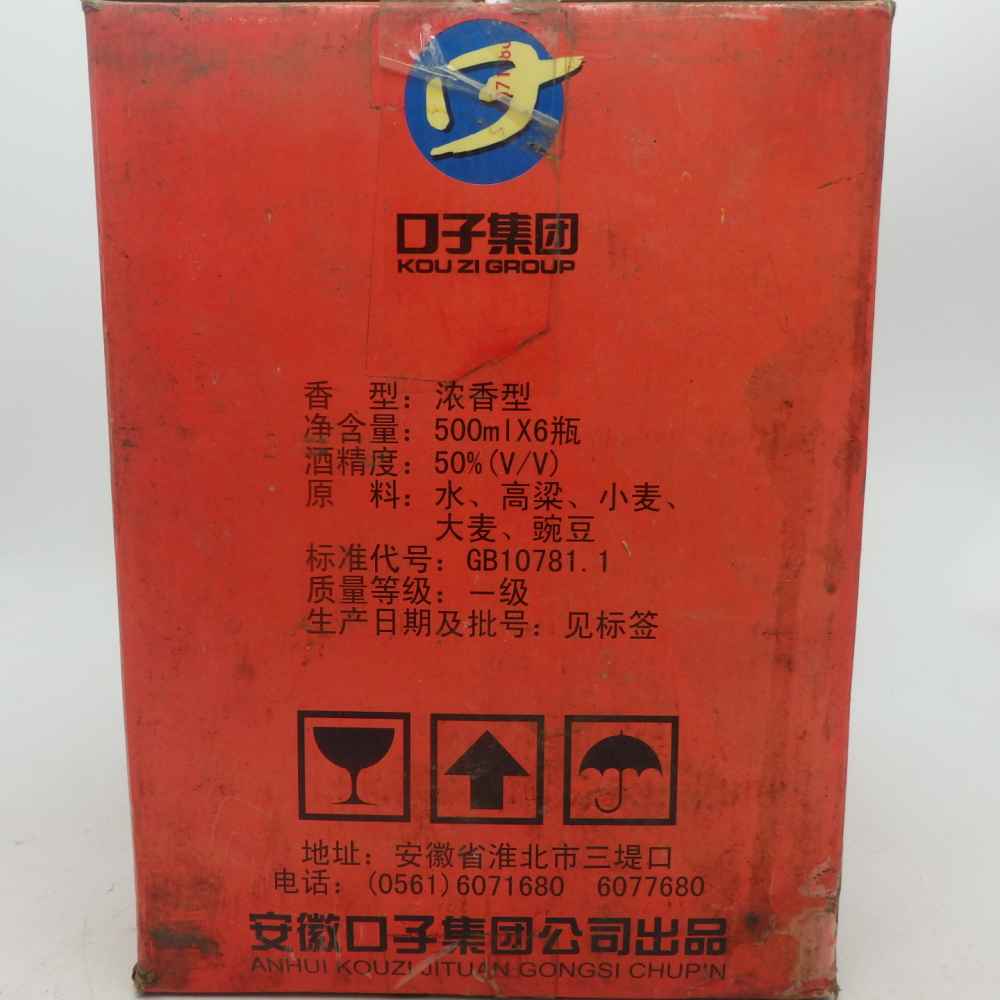 口子集团
KOU ZI GROUP
香 型：浓香型
净含量：500mlX6瓶
酒精度：50%(V/V)
原 料：水、高梁、小麦、
大麦、豌豆
标准代号：GB10781.1
质量等级：一级
生产日期及批号：见标签
地址：安徽省淮北市三堤口
电话：(0561)6071680 6077680
安徽口子集团公司出品
ANHUI KOUZI JITUAN GONGSI CHUP'N